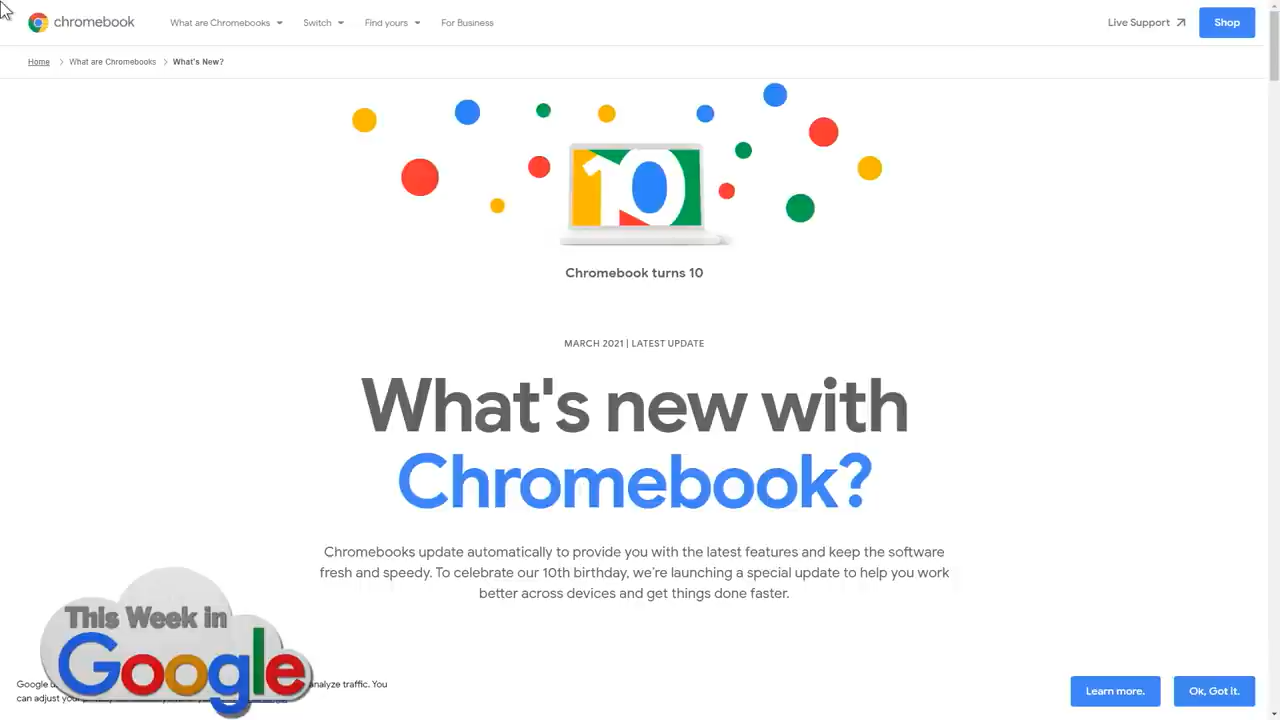 chromebook What are Chromebooks Switch Find yours For Business Live Support Shop
Home What are Chromebooks What's New?
10
Chromebook turns 10
MARCH 2021 | LATEST UPDATE
What's new with
Chromebook?
Chromebooks update automatically to provide you with the latest features and keep the software
fresh and speedy. To celebrate our 10th birthday, we're launching a special update to help you work
better across devices and get things done faster.
This Week in
Google
Google analyze traffic. You
can adjust your
Learn more. Ok, Got it.